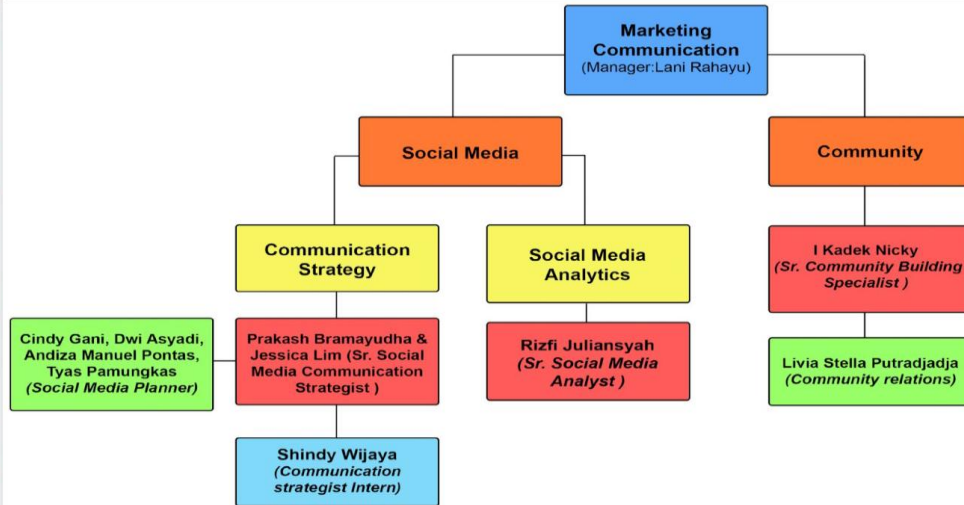 Marketing
Communication
(Manager:Lani Rahayu)
Social Media
Community
Communication
Strategy
Social Media
Analytics
I Kadek Nicky
(Sr. Community Building
Specialist )
Cindy Gani, Dwi Asyadi,
Andiza Manuel Pontas,
Tyas Pamungkas
(Social Media Planner)
Prakash Bramayudha &
Jessica Lim (Sr. Social
Media Communication
Strategist )
Rizfi Juliansyah
(Sr. Social Media
Analyst )
Livia Stella Putradjadja
(Community relations)
Shindy Wijaya
(Communication
strategist Intern)